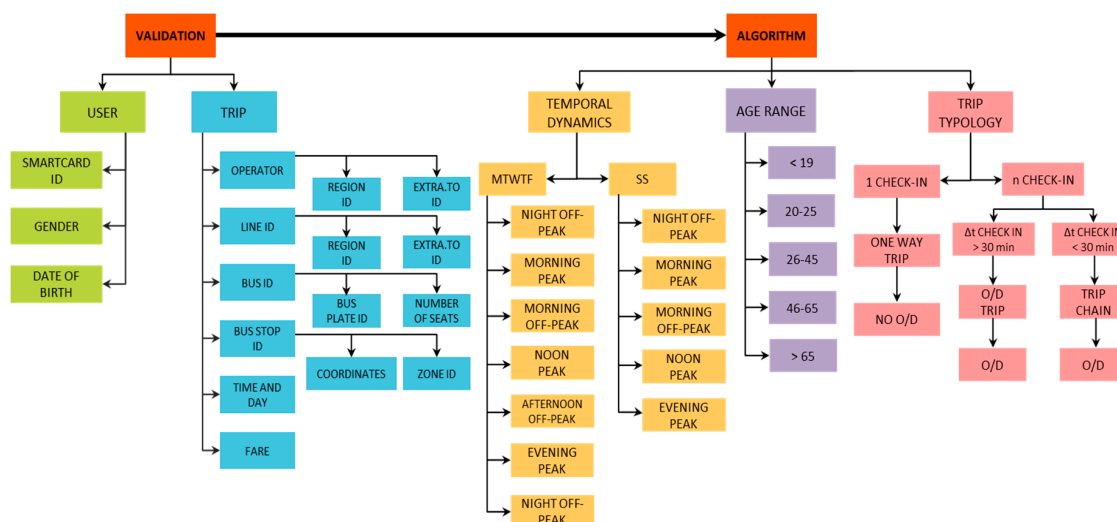 VALIDATION
ALGORITHM
USER
TRIP
SMARTCARD
ID
GENDER
DATE OF
BIRTH
OPERATOR
REGION
ID
EXTRA.TO
ID
LINE ID
REGION
ID
EXTRA.TO
ID
BUS ID
BUS
PLATE ID
NUMBER
OF SEATS
BUS STOP
ID
COORDINATES
ZONE ID
TIME AND
DAY
FARE
TEMPORAL
DYNAMICS
MTWTF
NIGHT OFF-
PEAK
MORNING
PEAK
MORNING
OFF-PEAK
NOON
PEAK
AFTERNOON
OFF-PEAK
EVENING
PEAK
NIGHT OFF-
PEAK
SS
NIGHT OFF-
PEAK
MORNING
PEAK
MORNING
OFF-PEAK
NOON
PEAK
EVENING
PEAK
AGE RANGE
< 19
20-25
26-45
46-65
> 65
TRIP
TYPOLOGY
1 CHECK-IN
ONE WAY
TRIP
NO O/D
n CHECK-IN
Δt CHECK IN
> 30 min
O/D
TRIP
O/D
Δt CHECK IN
< 30 min
TRIP
CHAIN
O/D